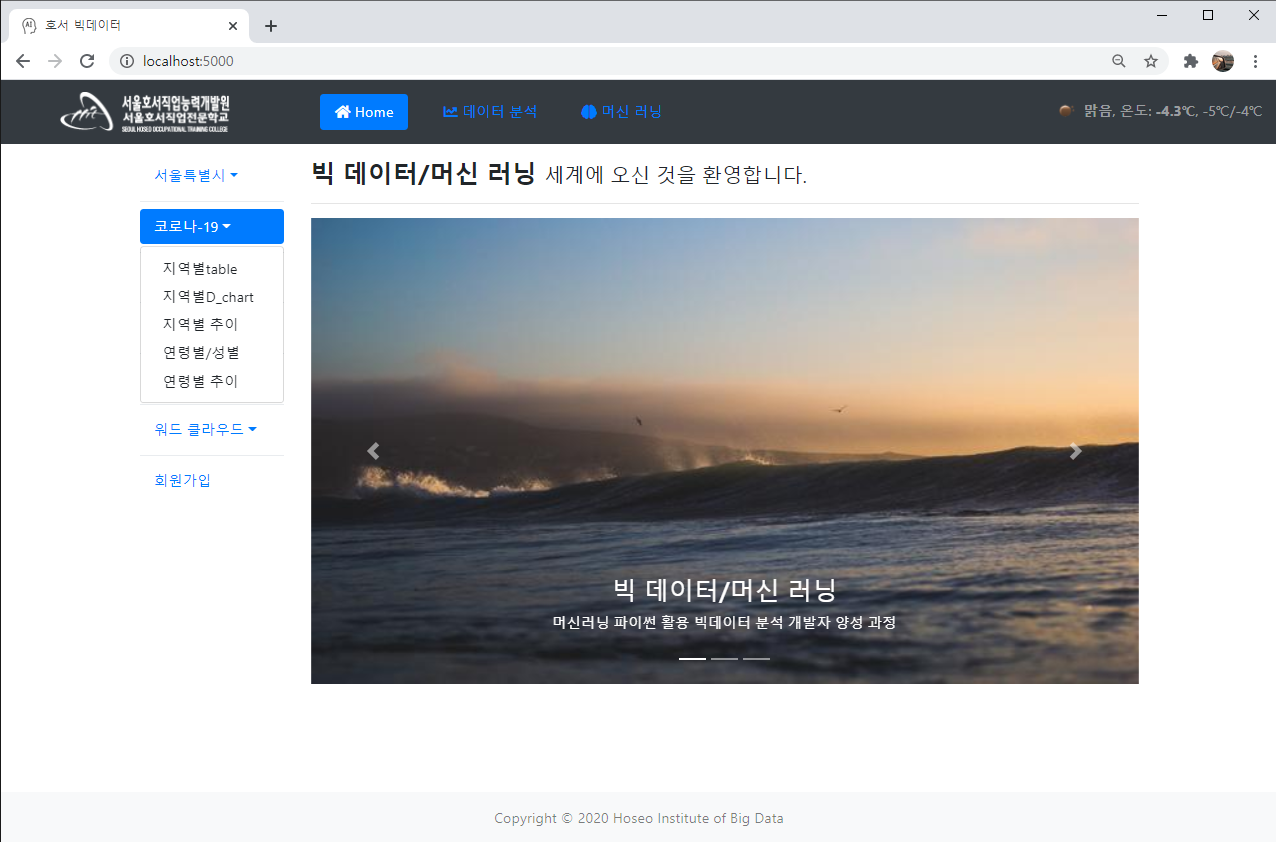 호서 빅데이터
localhost:5000
서울호서직업능력개발원
서울호서직업전문학교
SEOUL HOSEO OCCUPATIONAL TRAINING COLLEGE
Home
데이터 분석
머신 러닝
맑음, 온도: -4.3℃, -5℃/-4℃
서울특별시
코로나-19
지역별table
지역별D_chart
지역별 추이
연령별/성별
연령별 추이
워드 클라우드
회원가입
빅 데이터/머신 러닝 세계에 오신 것을 환영합니다.
빅 데이터/머신 러닝
머신러닝 파이썬 활용 빅데이터 분석 개발자 양성 과정
Copyright © 2020 Hoseo Institute of Big Data